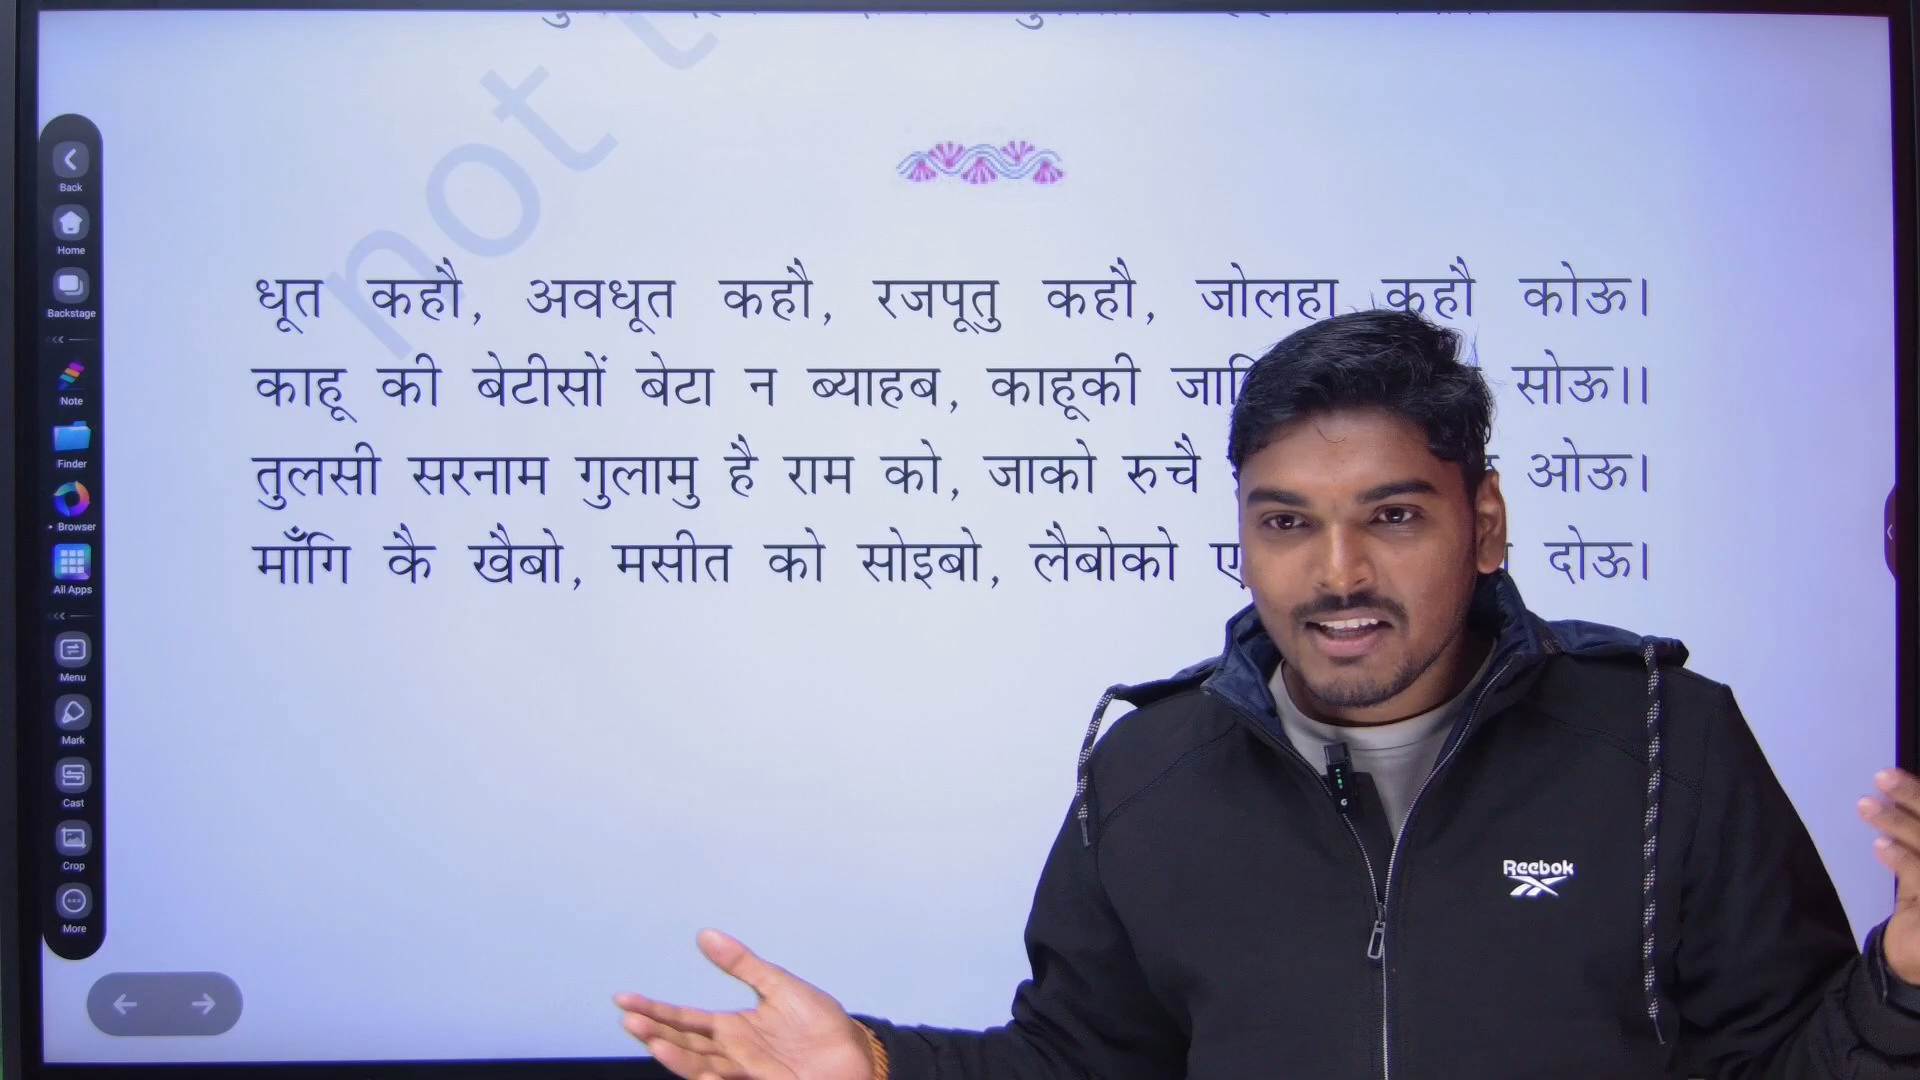 not
धूत कहौ, अवधूत कहौ, रजपूतु कहौ, जोलहा कहौ कोऊ।
काहू की बेटीसों बेटा न ब्याहब, काहूकी सोऊ।।
तुलसी सरनाम गुलामु है राम को, जाको रुचै ओऊ।
माँगि कै खैबो, मसीत को सोइबो, लैबोको दोऊ।
Back
Home
Backstage
Note
Finder
Browser
All Apps
Menu
Mark
Cast
Crop
More
Reebok